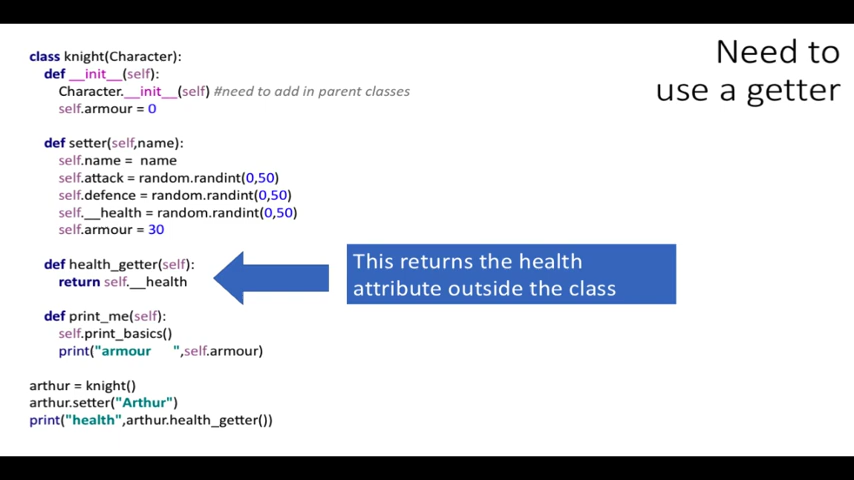 Need to
use a getter
class knight(Character):
def __init__(self):
Character.__init__(self) #need to add in parent classes
self.armour = 0
def setter(self,name):
self.name = name
self.attack = random.randint(0,50)
self.defence = random.randint(0,50)
self.__health = random.randint(0,50)
self.armour = 30
def health_getter(self):
return self.__health
This returns the health
attribute outside the class
def print_me(self):
self.print_basics()
print("armour      ",self.armour)
arthur = knight()
arthur.setter("Arthur")
print("health",arthur.health_getter())